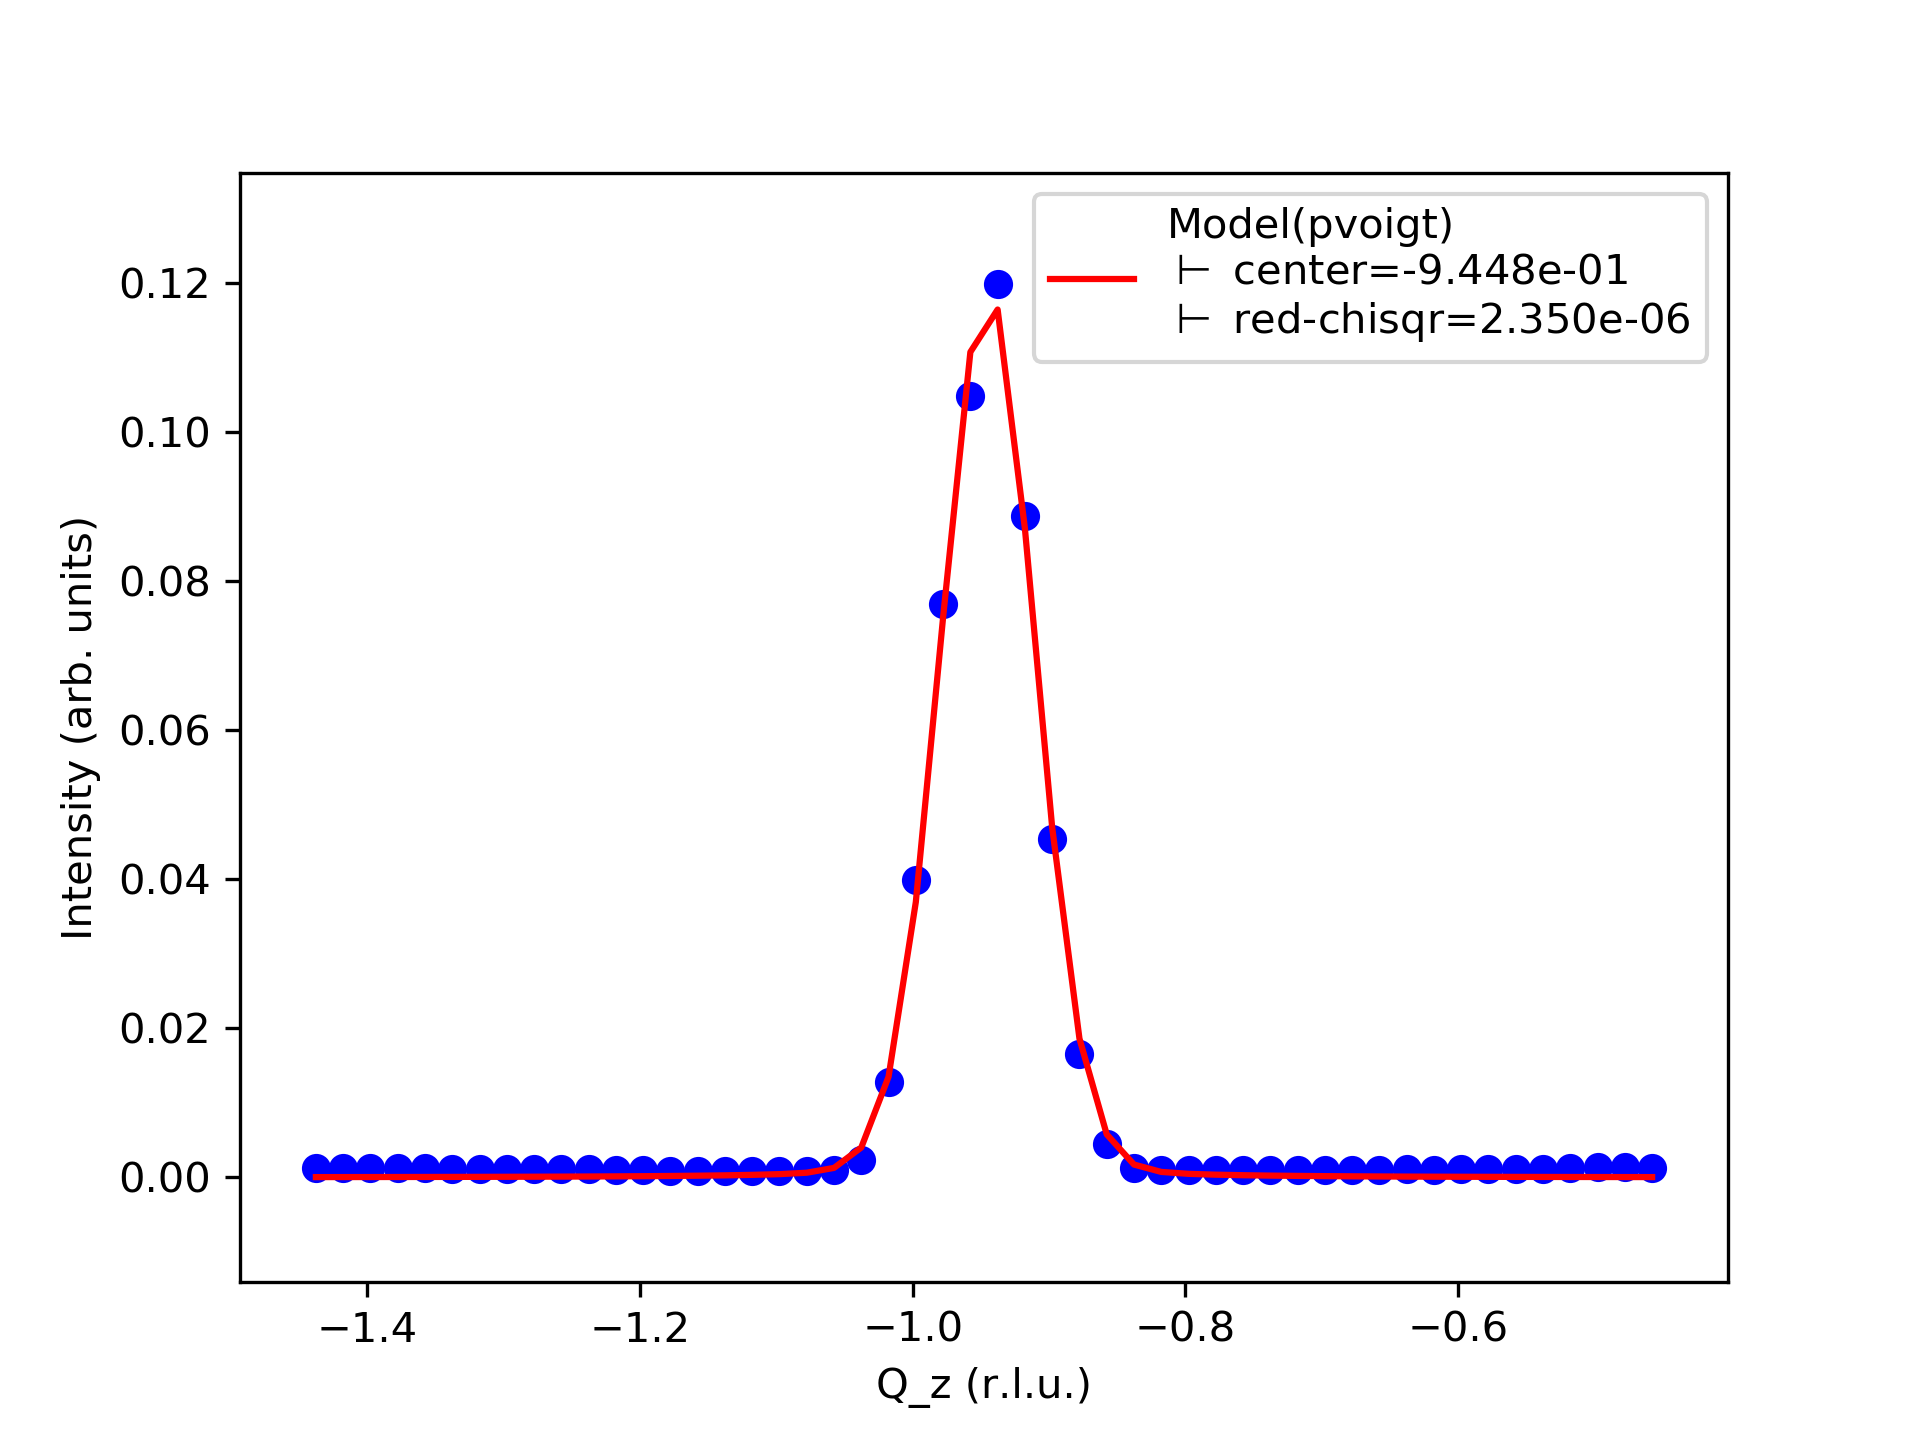 Model(pvoigt)
⊢ center=-9.448e-01
⊢ red-chisqr=2.350e-06
0.12
0.10
0.08
0.06
0.04
0.02
0.00
Intensity (arb. units)
−1.4 −1.2 −1.0 −0.8 −0.6
Q_z (r.l.u.)